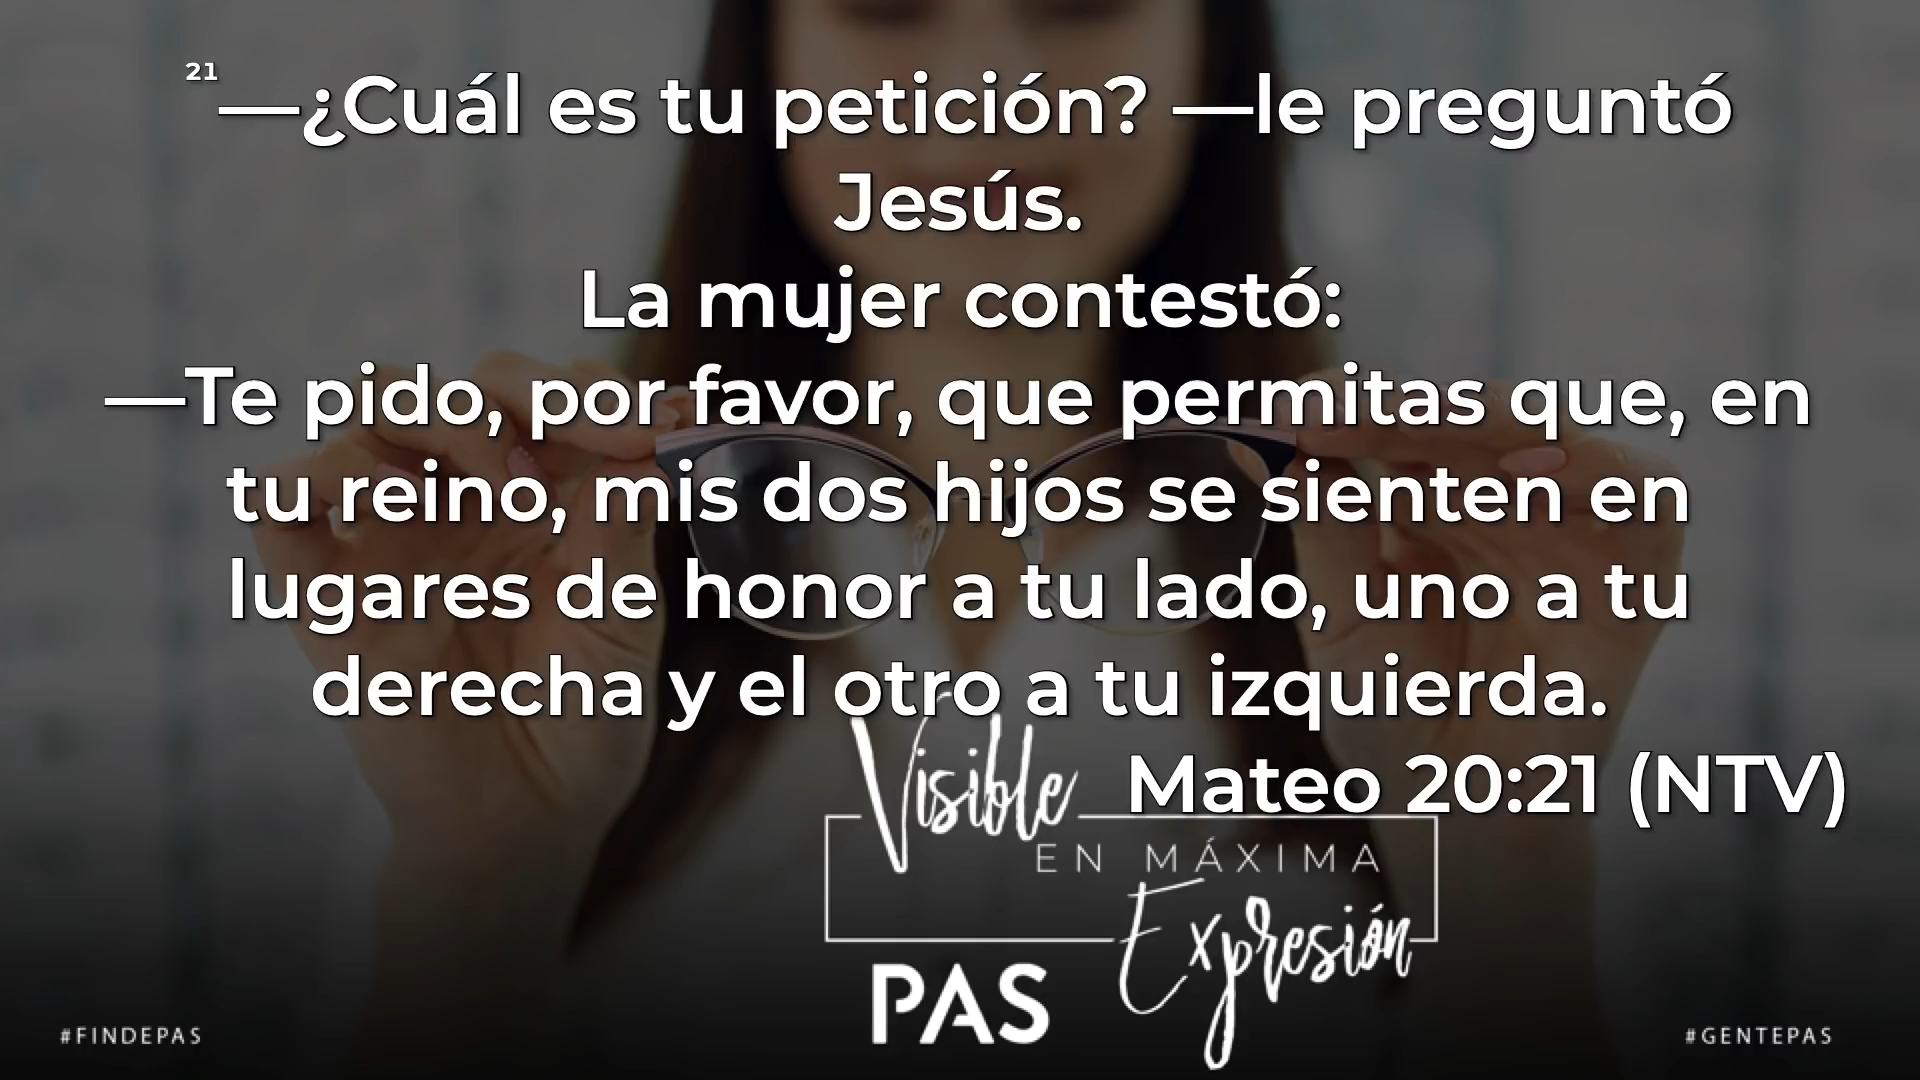 21 —¿Cuál es tu petición? —le preguntó
Jesús.
La mujer contestó:
—Te pido, por favor, que permitas que, en
tu reino, mis dos hijos se sienten en
lugares de honor a tu lado, uno a tu
derecha y el otro a tu izquierda.
Mateo 20:21 (NTV)
Visible
EN MÁXIMA
Expresión
PAS
#FINDEPAS
#GENTEPAS